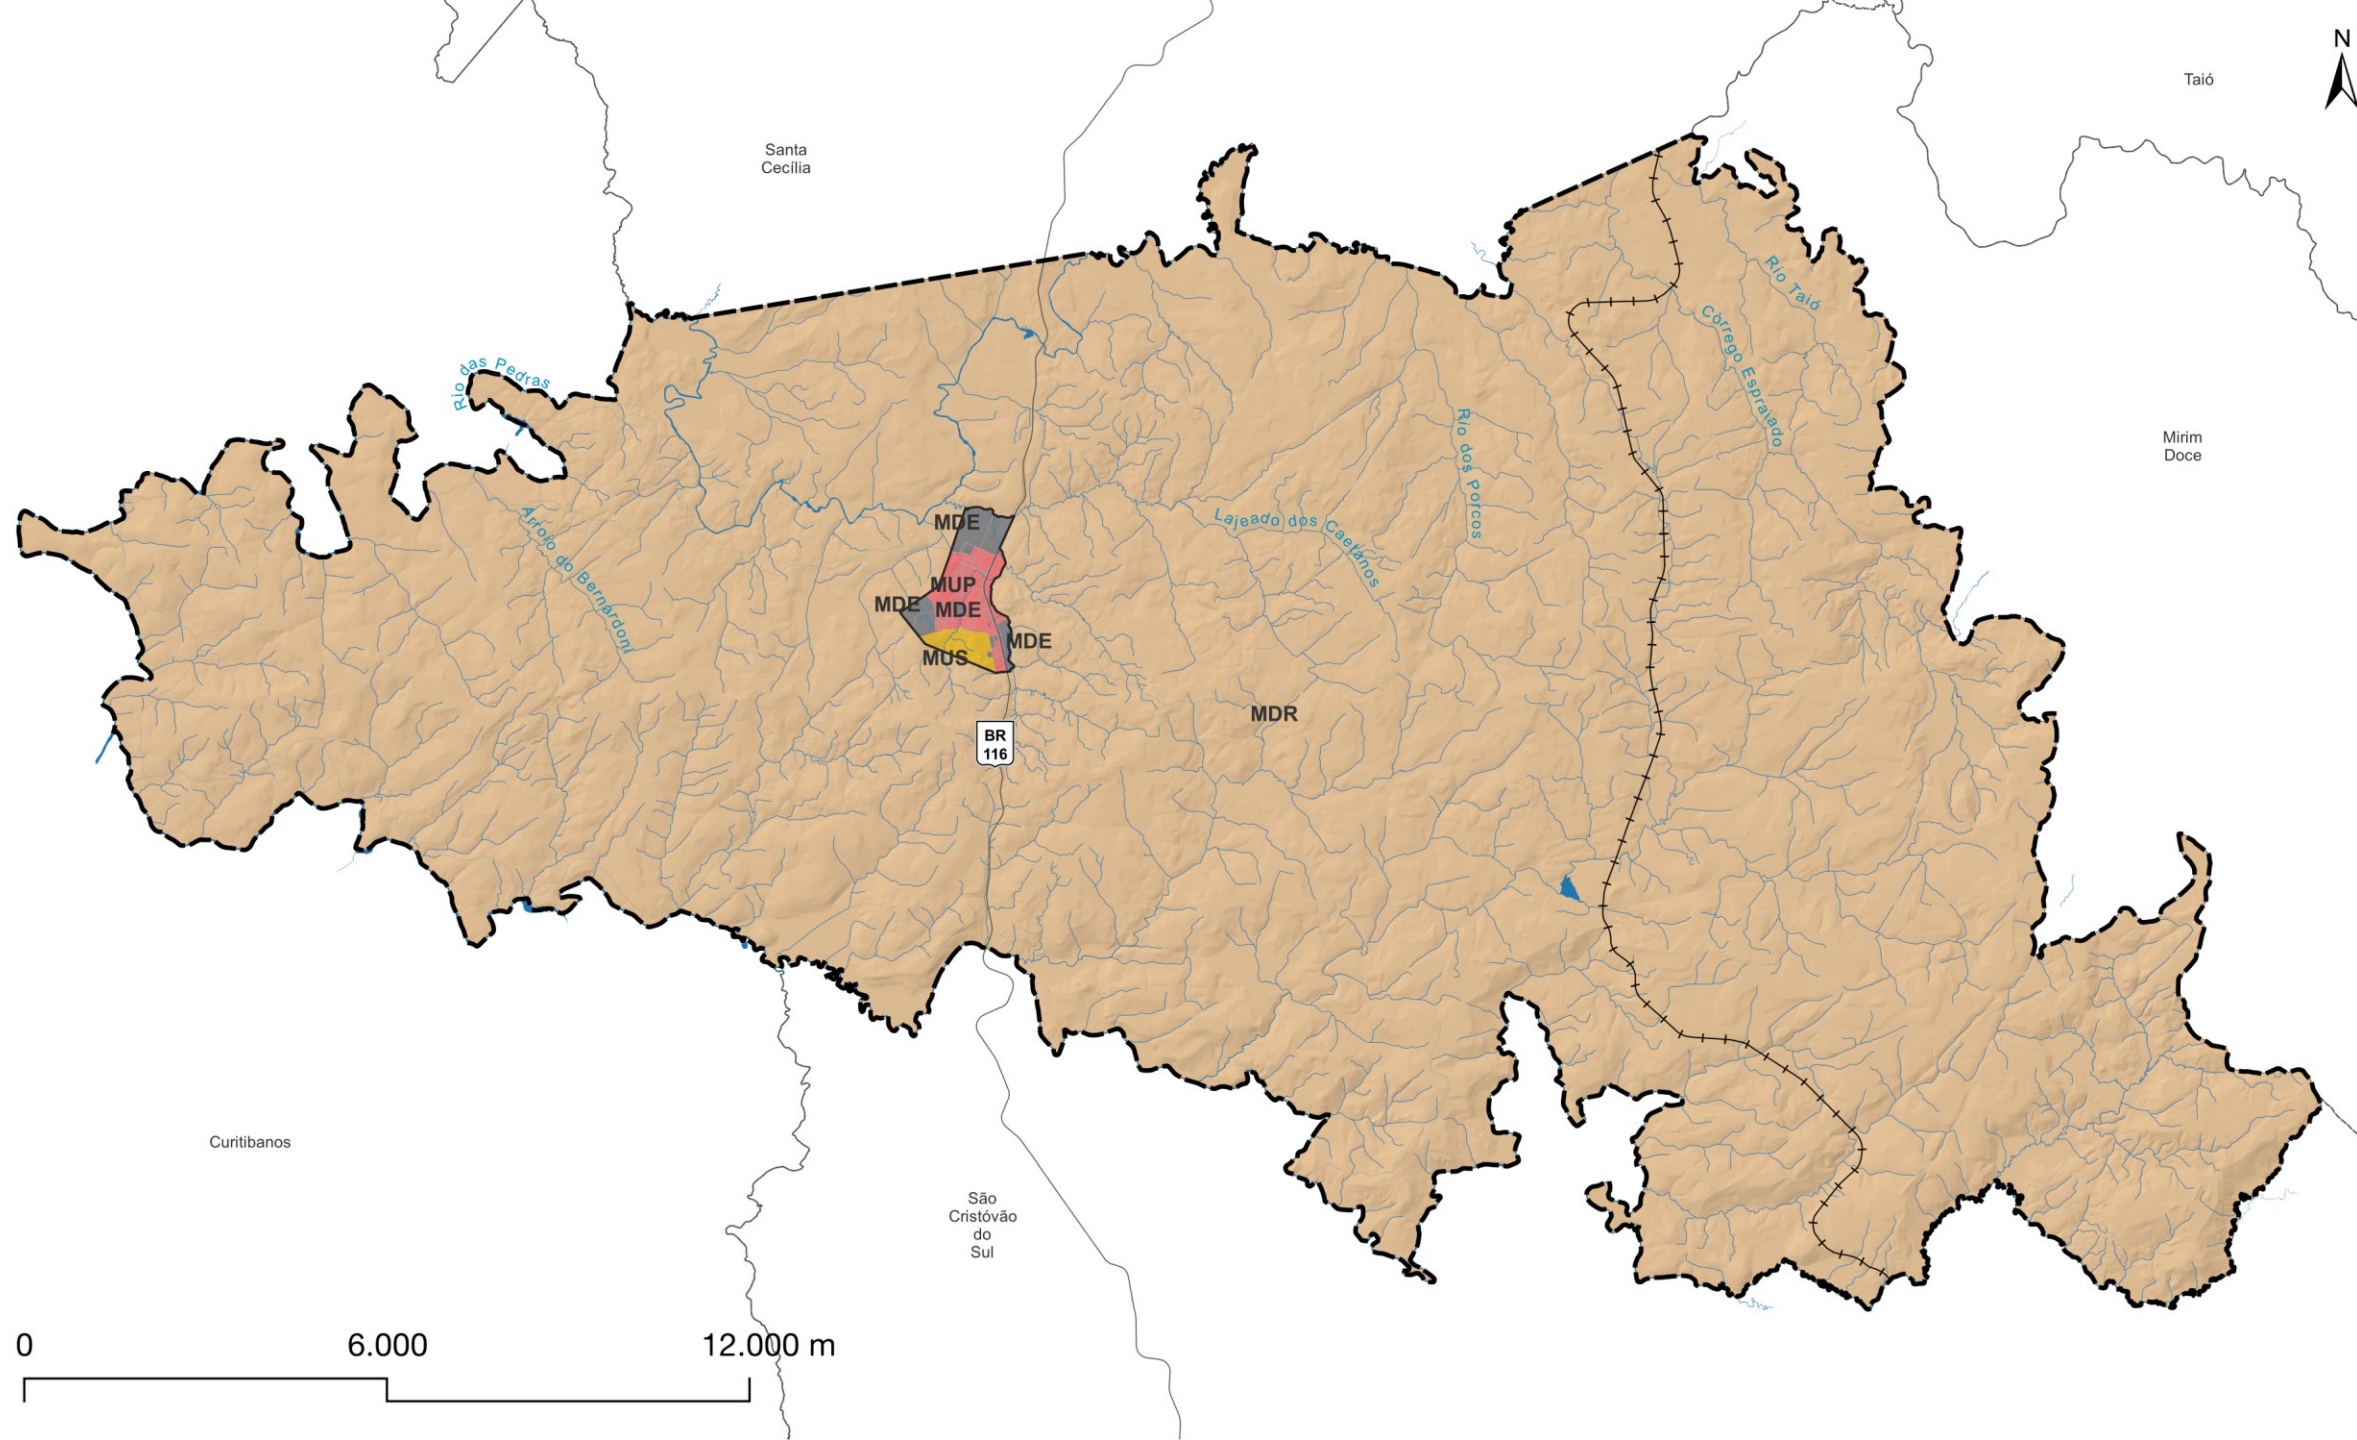 N
Taió
Santa
Cecília
Rio Taió
Córrego Espraiado
Rio das Pedras
Mirim
Doce
Rio dos Porcos
Arroio do Bernardoni
Lajeado dos Caetanos
MDE
MUP
MDE
MDE
MDE
MUS
MDR
BR
116
Curitibanos
São
Cristóvão
do
Sul
0
6.000
12.000 m